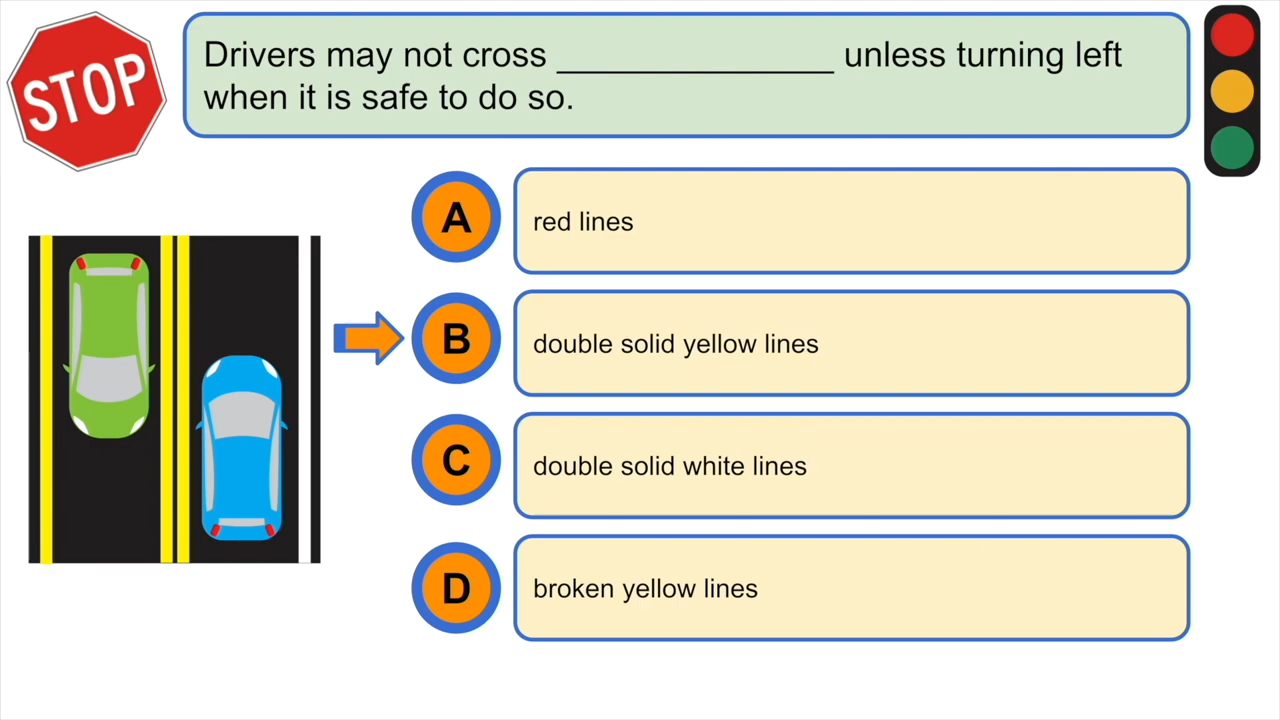 STOP
Drivers may not cross _______________ unless turning left
when it is safe to do so.
A
red lines
B
double solid yellow lines
C
double solid white lines
D
broken yellow lines